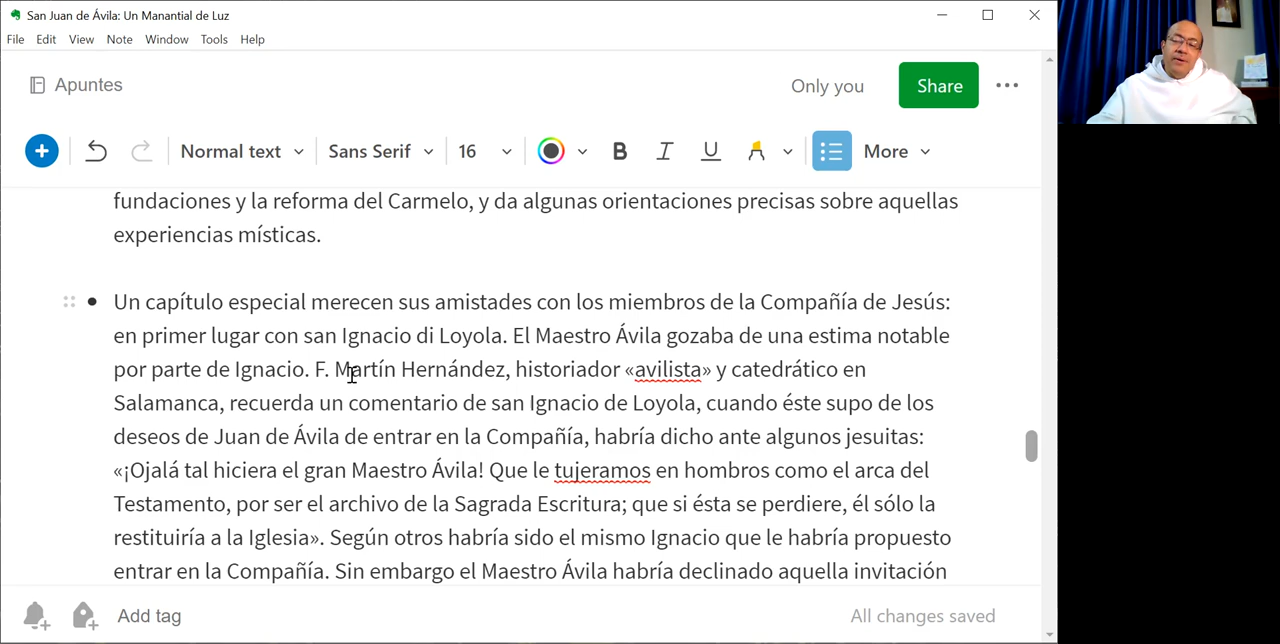 San Juan de Ávila: Un Manantial de Luz
File Edit View Note Window Tools Help
Apuntes
Only you
Share
Normal text
Sans Serif
16
B I U
More
fundaciones y la reforma del Carmelo, y da algunas orientaciones precisas sobre aquellas
experiencias místicas.
Un capítulo especial merecen sus amistades con los miembros de la Compañía de Jesús:
en primer lugar con san Ignacio di Loyola. El Maestro Ávila gozaba de una estima notable
por parte de Ignacio. F. Martín Hernández, historiador «avilista» y catedrático en
Salamanca, recuerda un comentario de san Ignacio de Loyola, cuando éste supo de los
deseos de Juan de Ávila de entrar en la Compañía, habría dicho ante algunos jesuitas:
«¡Ojalá tal hiciera el gran Maestro Ávila! Que le tujeramos en hombros como el arca del
Testamento, por ser el archivo de la Sagrada Escritura; que si ésta se perdiere, él sólo la
restituiría a la Iglesia». Según otros habría sido el mismo Ignacio que le habría propuesto
entrar en la Compañía. Sin embargo el Maestro Ávila habría declinado aquella invitación
Add tag
All changes saved